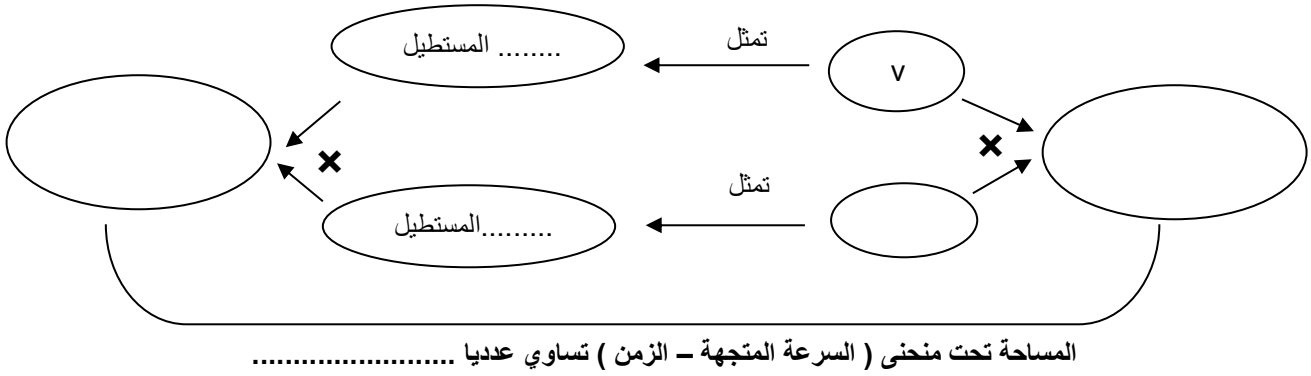 تمثل
........ المستطيل
v
×
×
تمثل
.........المستطيل
المساحة تحت منحنى ( السرعة المتجهة – الزمن ) تساوي عدديا .........................